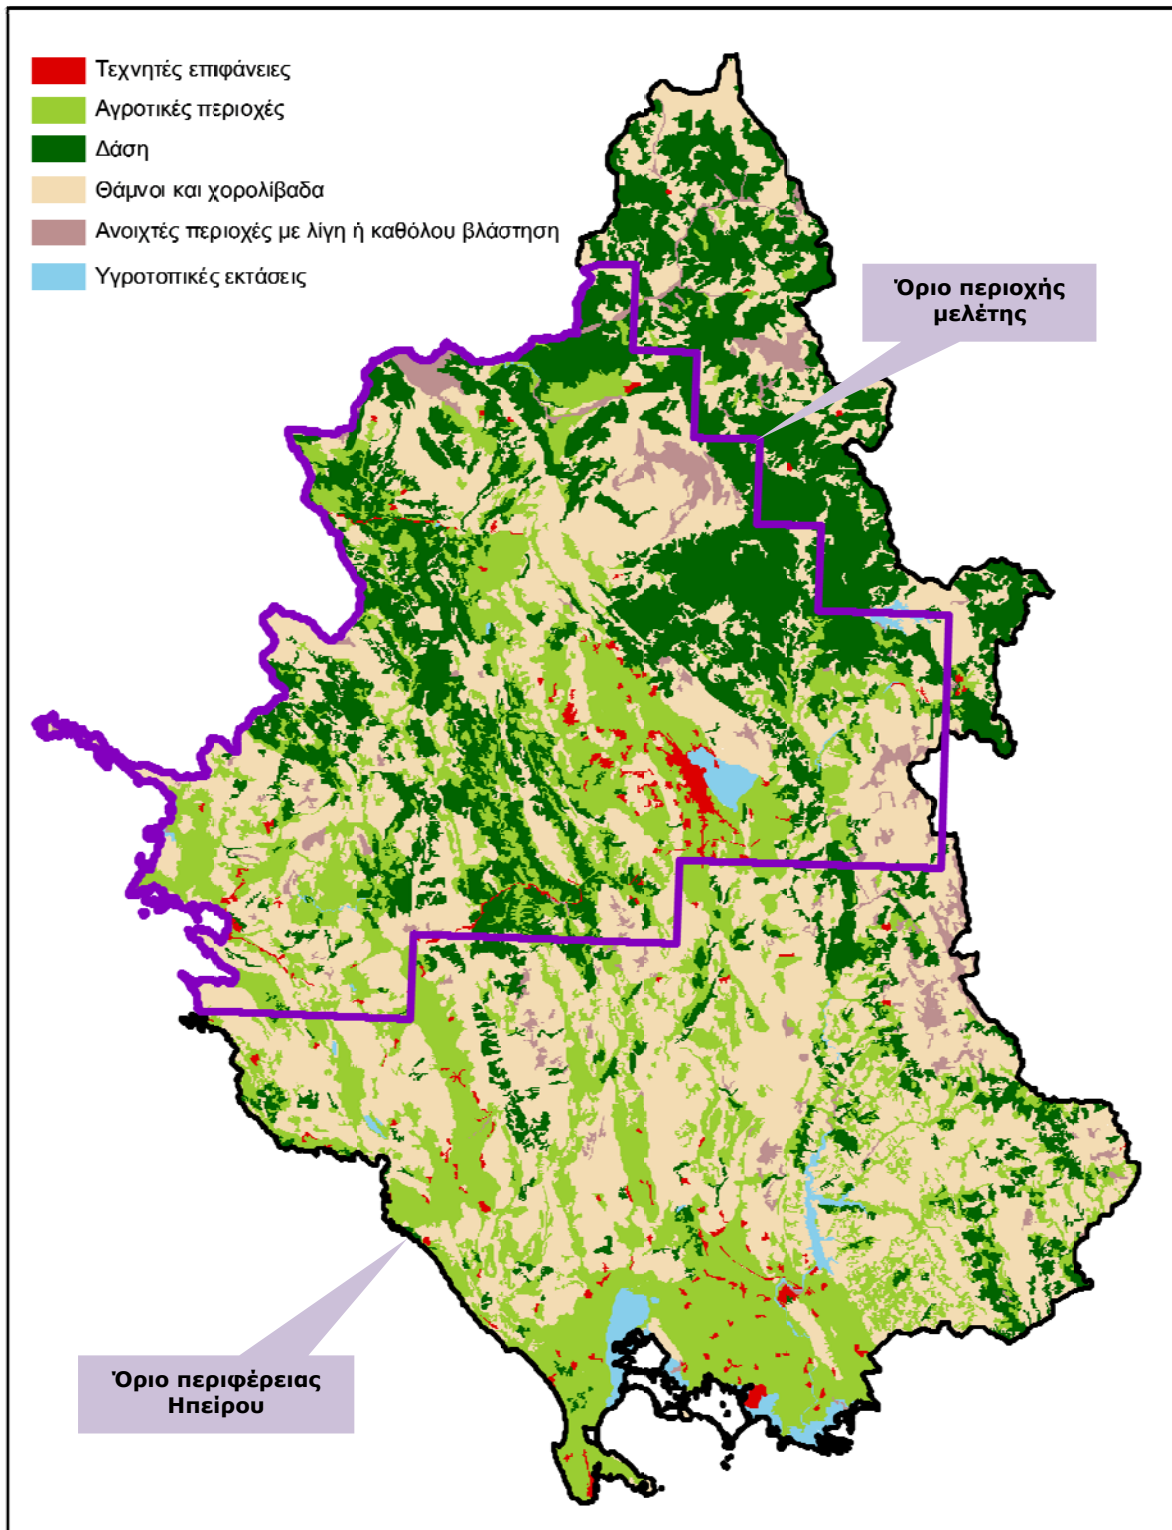 Τεχνητές επιφάνειες
Αγροτικές περιοχές
Δάση
Θάμνοι και χορολίβαδα
Ανοιχτές περιοχές με λίγη ή καθόλου βλάστηση
Υγροτοπικές εκτάσεις
Όριο περιοχής
μελέτης
Όριο περιφέρειας
Ηπείρου